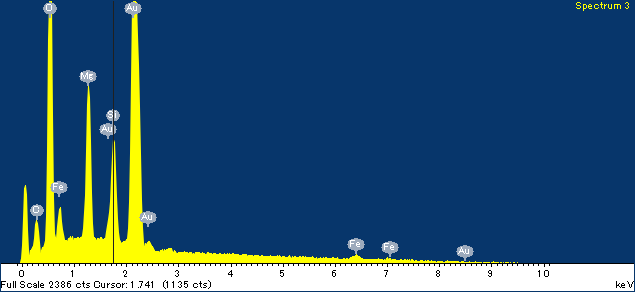 Spectrum 3
O Au
Mg
Si
Au
Fe
O
Au
Fe Fe Au
0 1 2 3 4 5 6 7 8 9 10
Full Scale 2386 cts Cursor: 1.741 (1135 cts) keV